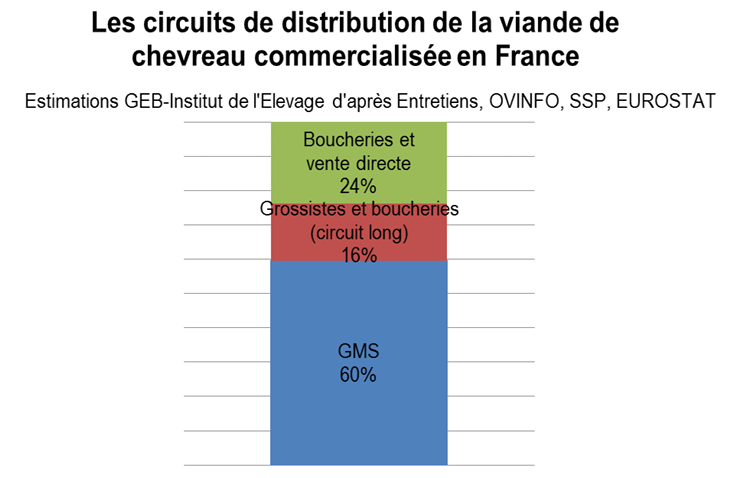 Les circuits de distribution de la viande de
chevreau commercialisée en France
Estimations GEB-Institut de l'Elevage d'après Entretiens, OVINFO, SSP, EUROSTAT
Boucheries et
vente directe
24%
Grossistes et boucheries
(circuit long)
16%
GMS
60%